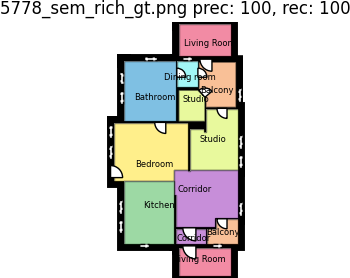 5778_sem_rich_gt.png prec: 100, rec: 100
Living Room
Dining room
Balcony
Bathroom
Studio
Studio
Bedroom
Corridor
Kitchen
Balcony
Corridor
Living Room